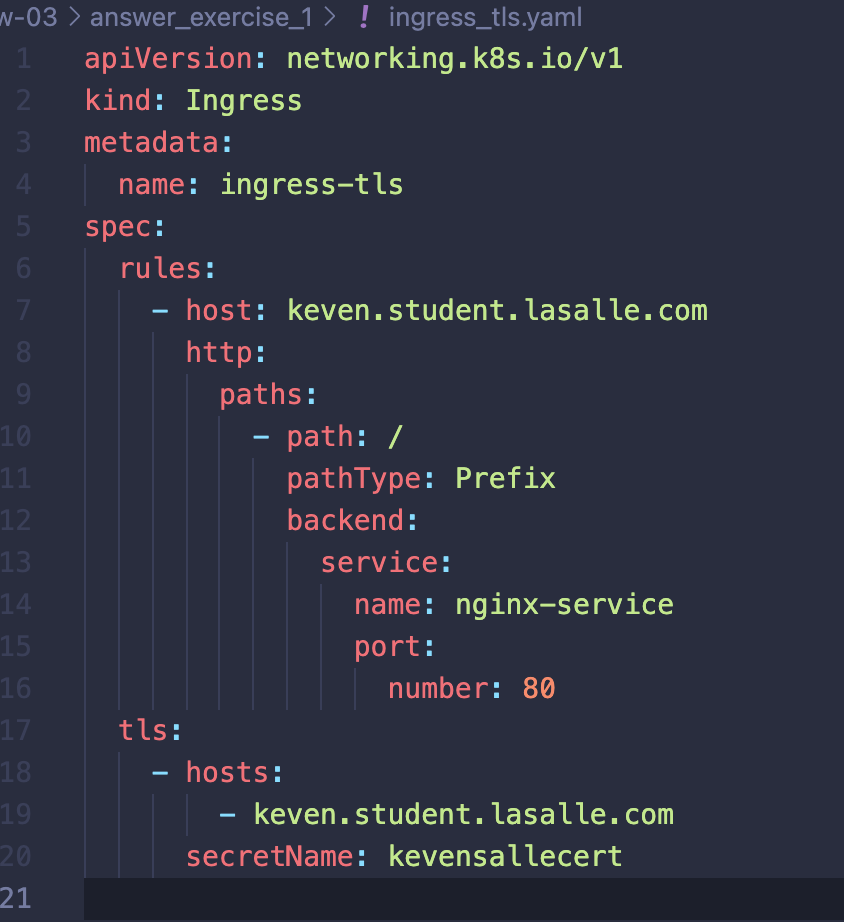 w-03 > answer_exercise_1 > ! ingress_tls.yaml
1 apiVersion: networking.k8s.io/v1
2 kind: Ingress
3 metadata:
4   name: ingress-tls
5 spec:
6   rules:
7     - host: keven.student.lasalle.com
8       http:
9         paths:
10           - path: /
11             pathType: Prefix
12             backend:
13               service:
14                 name: nginx-service
15                 port:
16                   number: 80
17   tls:
18     - hosts:
19         - keven.student.lasalle.com
20       secretName: kevensallecert
21